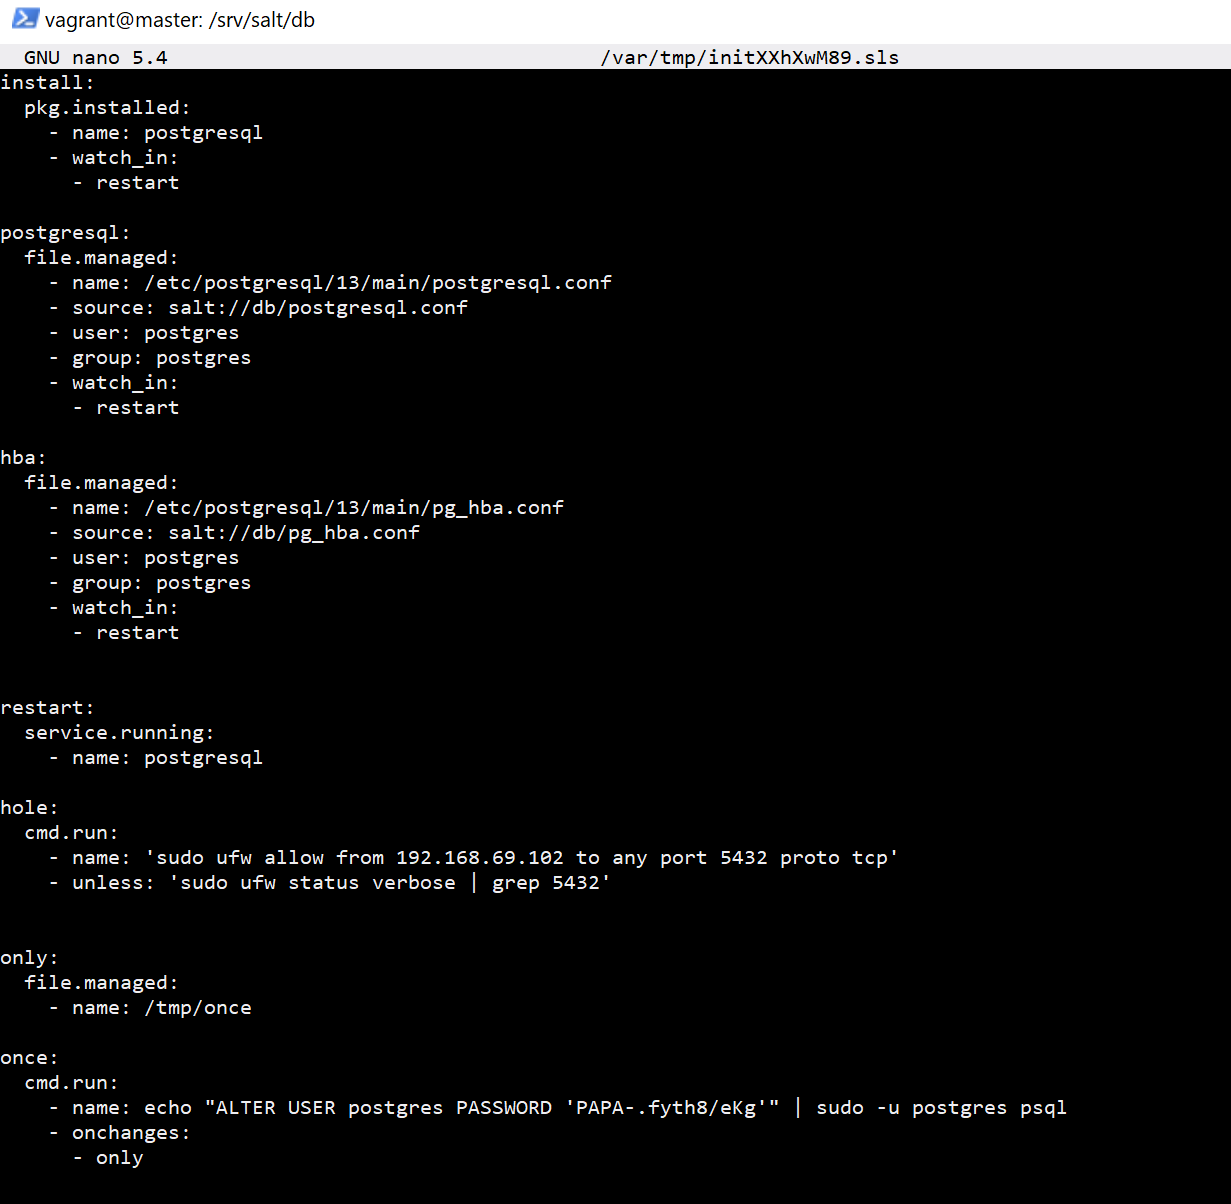 vagrant@master: /srv/salt/db
GNU nano 5.4 /var/tmp/initXXhXwM89.sls
install:
  pkg.installed:
    - name: postgresql
    - watch_in:
      - restart

postgresql:
  file.managed:
    - name: /etc/postgresql/13/main/postgresql.conf
    - source: salt://db/postgresql.conf
    - user: postgres
    - group: postgres
    - watch_in:
      - restart

hba:
  file.managed:
    - name: /etc/postgresql/13/main/pg_hba.conf
    - source: salt://db/pg_hba.conf
    - user: postgres
    - group: postgres
    - watch_in:
      - restart


restart:
  service.running:
    - name: postgresql

hole:
  cmd.run:
    - name: 'sudo ufw allow from 192.168.69.102 to any port 5432 proto tcp'
    - unless: 'sudo ufw status verbose | grep 5432'


only:
  file.managed:
    - name: /tmp/once

once:
  cmd.run:
    - name: echo "ALTER USER postgres PASSWORD 'PAPA-.fyth8/eKg'" | sudo -u postgres psql
    - onchanges:
      - only